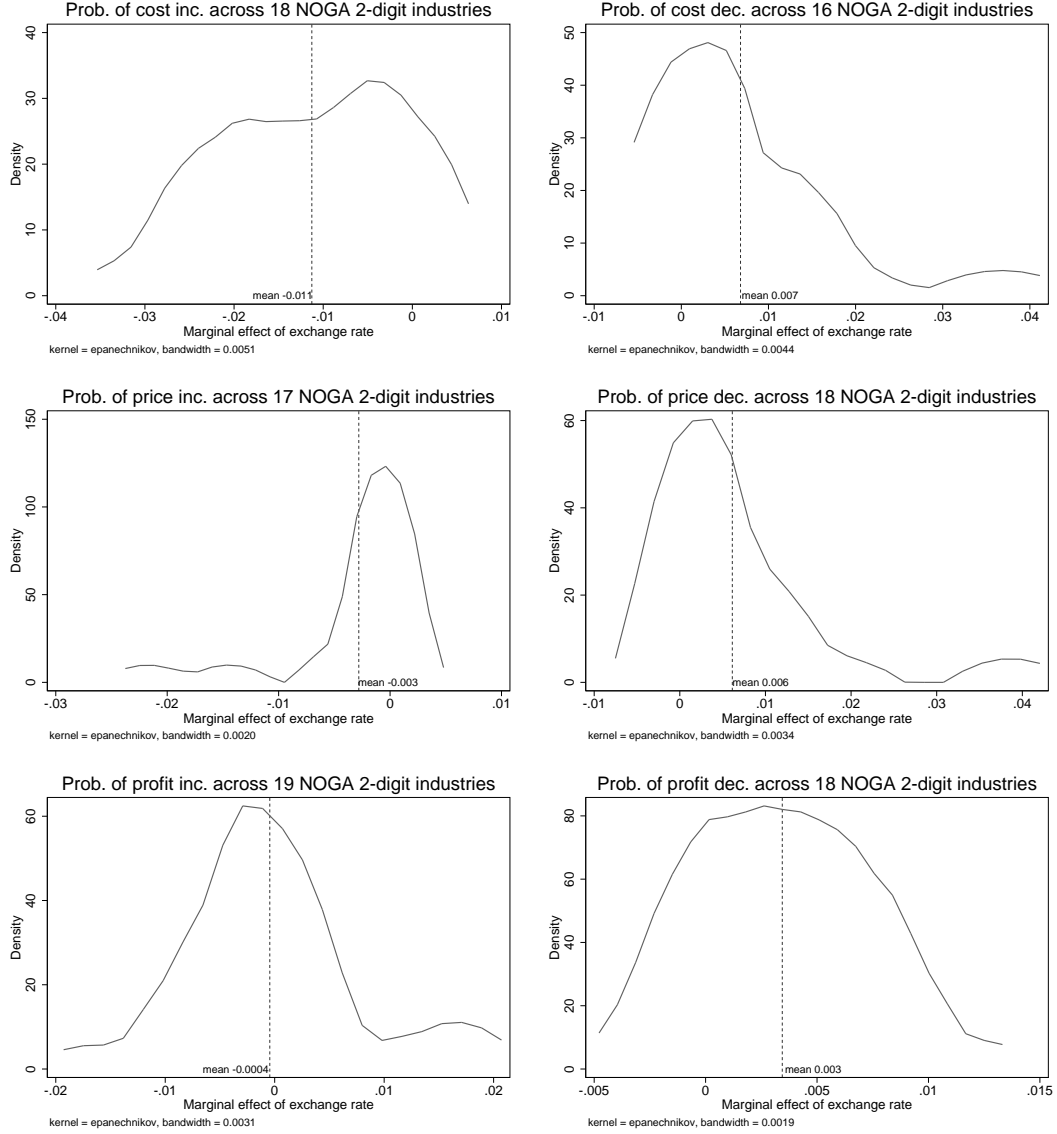 Prob. of cost inc. across 18 NOGA 2-digit industries
40
30
20
10
0
Density
mean -0.011
-.04 -.03 -.02 -.01 0 .01
Marginal effect of exchange rate
kernel = epanechnikov, bandwidth = 0.0051
Prob. of cost dec. across 16 NOGA 2-digit industries
50
40
30
20
10
0
Density
mean 0.007
-.01 0 .01 .02 .03 .04
Marginal effect of exchange rate
kernel = epanechnikov, bandwidth = 0.0044
Prob. of price inc. across 17 NOGA 2-digit industries
150
100
50
0
Density
mean -0.003
-.03 -.02 -.01 0 .01
Marginal effect of exchange rate
kernel = epanechnikov, bandwidth = 0.0020
Prob. of price dec. across 18 NOGA 2-digit industries
60
40
20
0
Density
mean 0.006
-.01 0 .01 .02 .03 .04
Marginal effect of exchange rate
kernel = epanechnikov, bandwidth = 0.0034
Prob. of profit inc. across 19 NOGA 2-digit industries
60
40
20
0
Density
mean -0.0004
-.02 -.01 0 .01 .02
Marginal effect of exchange rate
kernel = epanechnikov, bandwidth = 0.0031
Prob. of profit dec. across 18 NOGA 2-digit industries
80
60
40
20
0
Density
mean 0.003
-.005 0 .005 .01 .015
Marginal effect of exchange rate
kernel = epanechnikov, bandwidth = 0.0019